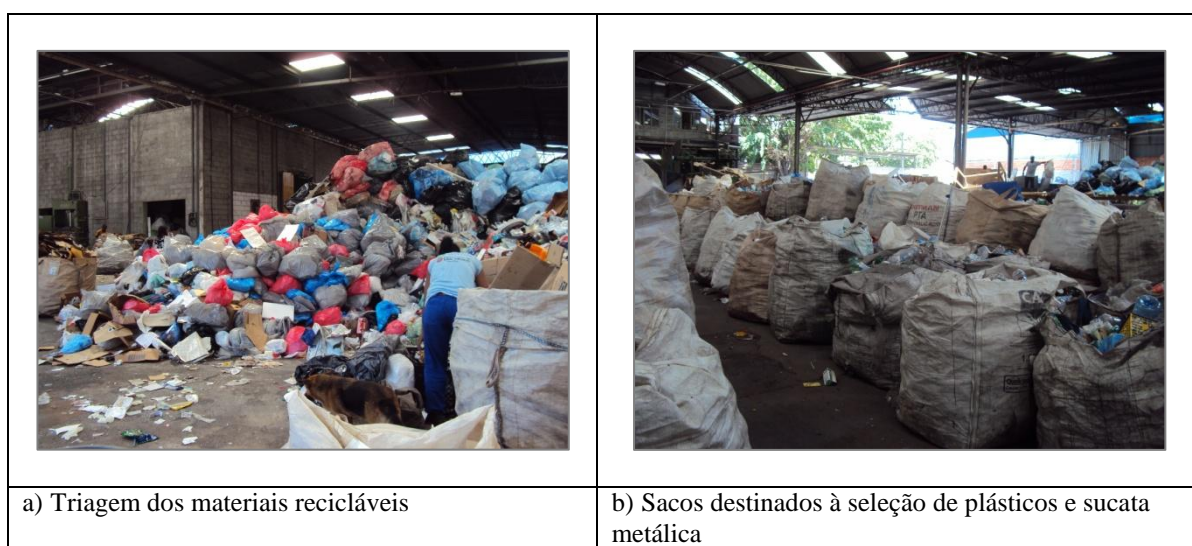 a) Triagem dos materiais recicláveis
b) Sacos destinados à seleção de plásticos e sucata
metálica